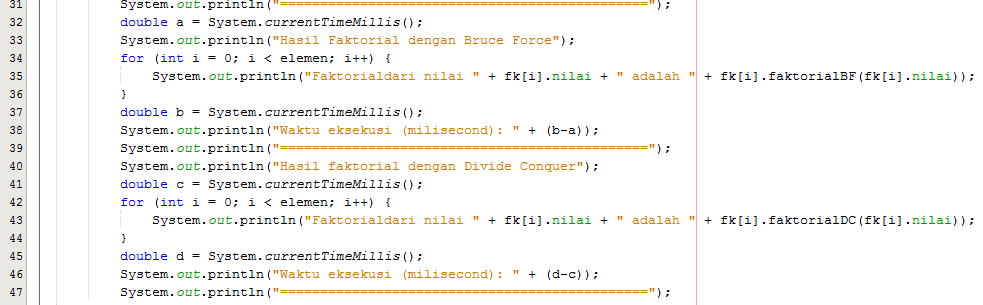 31 System.out.println("==============================================");
32 double a = System.currentTimeMillis();
33 System.out.println("Hasil Faktorial dengan Bruce Force");
34 for (int i = 0; i < elemen; i++) {
35 System.out.println("Faktorialdari nilai " + fk[i].nilai + " adalah " + fk[i].faktorialBF(fk[i].nilai));
36 }
37 double b = System.currentTimeMillis();
38 System.out.println("Waktu eksekusi (milisecond): " + (b-a));
39 System.out.println("==============================================");
40 System.out.println("Hasil faktorial dengan Divide Conquer");
41 double c = System.currentTimeMillis();
42 for (int i = 0; i < elemen; i++) {
43 System.out.println("Faktorialdari nilai " + fk[i].nilai + " adalah " + fk[i].faktorialDC(fk[i].nilai));
44 }
45 double d = System.currentTimeMillis();
46 System.out.println("Waktu eksekusi (milisecond): " + (d-c));
47 System.out.println("==============================================");